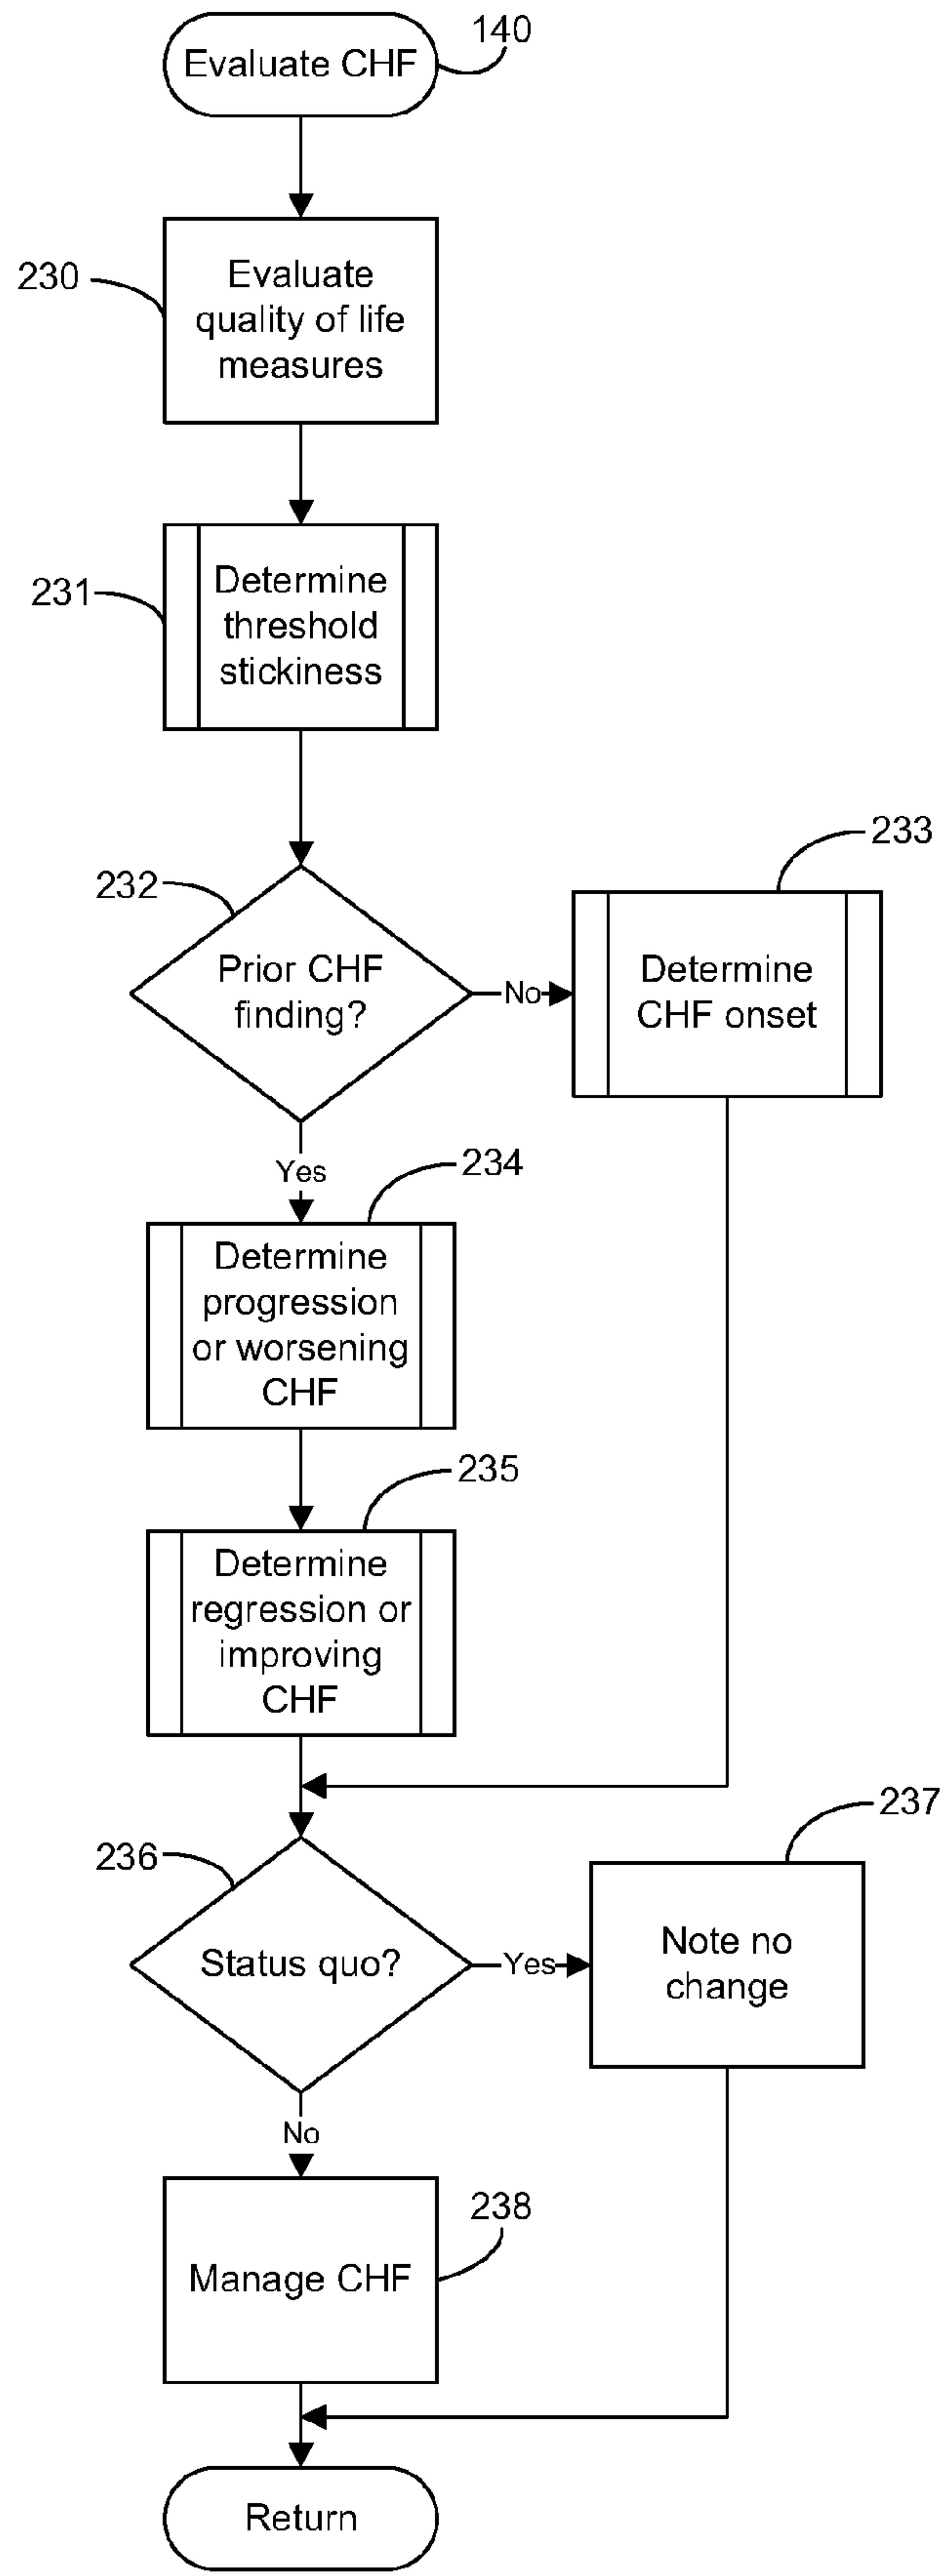 140
Evaluate CHF
230
Evaluate
quality of life
measures
231
Determine
threshold
stickiness
232
Prior CHF
finding?
No
233
Determine
CHF onset
Yes
234
Determine
progression
or worsening
CHF
235
Determine
regression or
improving
CHF
236
Status quo?
Yes
237
Note no
change
No
238
Manage CHF
Return